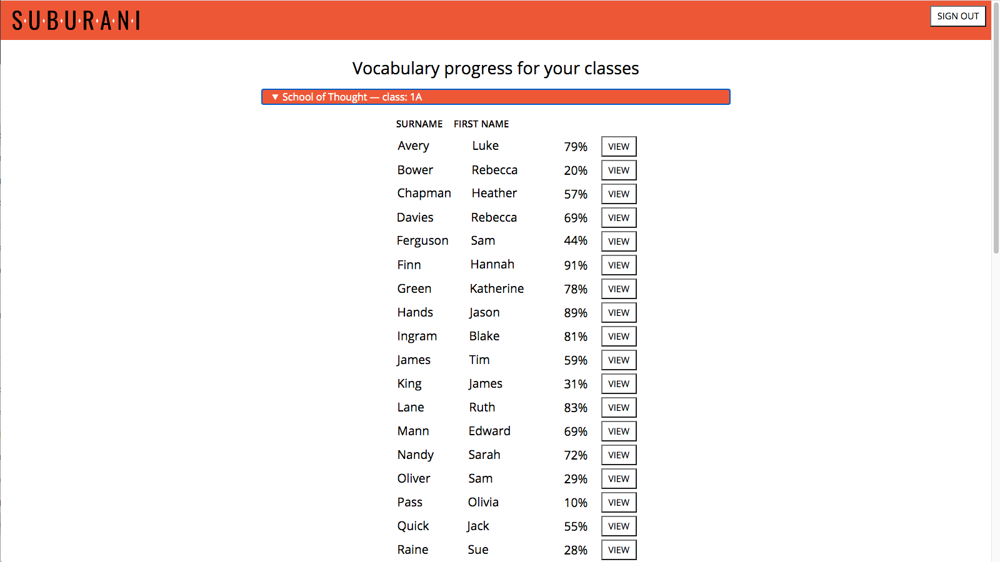 SUBURANI
SIGN OUT
Vocabulary progress for your classes
▼ School of Thought — class: 1A
SURNAME FIRST NAME
Avery Luke 79% VIEW
Bower Rebecca 20% VIEW
Chapman Heather 57% VIEW
Davies Rebecca 69% VIEW
Ferguson Sam 44% VIEW
Finn Hannah 91% VIEW
Green Katherine 78% VIEW
Hands Jason 89% VIEW
Ingram Blake 81% VIEW
James Tim 59% VIEW
King James 31% VIEW
Lane Ruth 83% VIEW
Mann Edward 69% VIEW
Nandy Sarah 72% VIEW
Oliver Sam 29% VIEW
Pass Olivia 10% VIEW
Quick Jack 55% VIEW
Raine Sue 28% VIEW